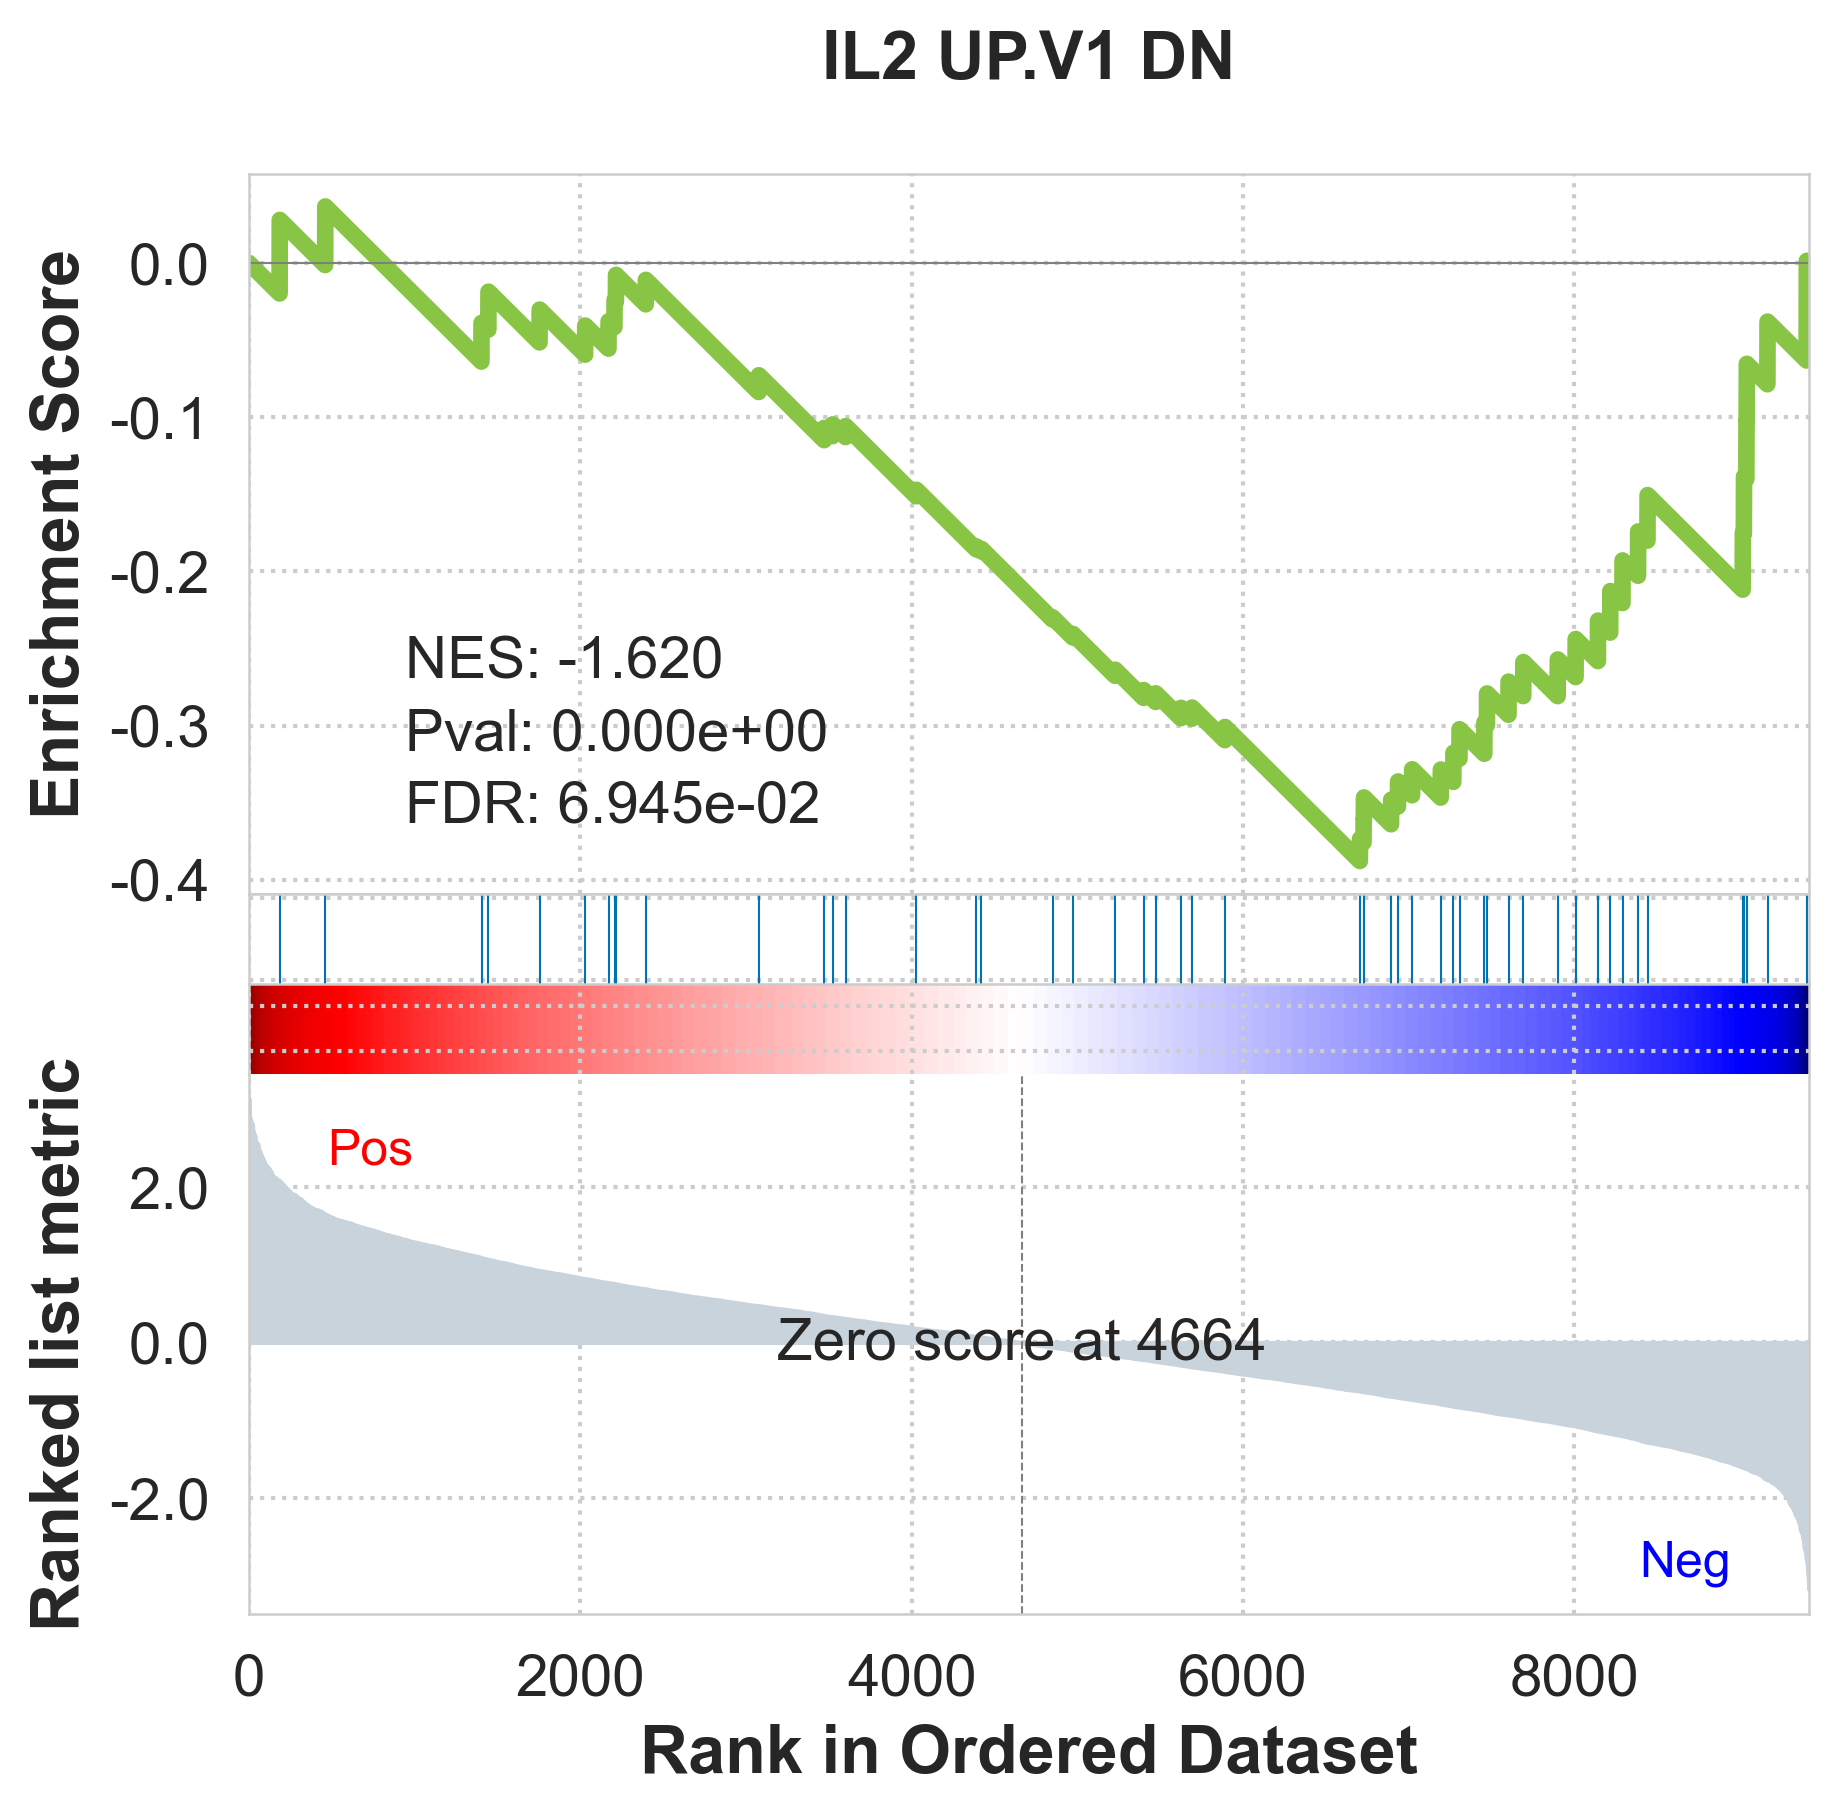 IL2 UP.V1 DN
Enrichment Score
0.0
-0.1
-0.2
-0.3
-0.4
NES: -1.620
Pval: 0.000e+00
FDR: 6.945e-02
Ranked list metric
Pos
2.0
0.0
-2.0
Zero score at 4664
Neg
0 2000 4000 6000 8000
Rank in Ordered Dataset